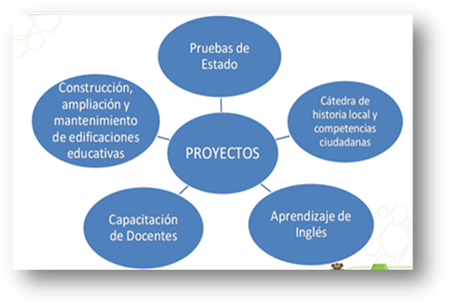 Pruebas de
Estado
Construcción,
ampliación y
mantenimiento
de edificaciones
educativas
Cátedra de
historia local y
competencias
ciudadanas
PROYECTOS
Capacitación
de Docentes
Aprendizaje de
Inglés